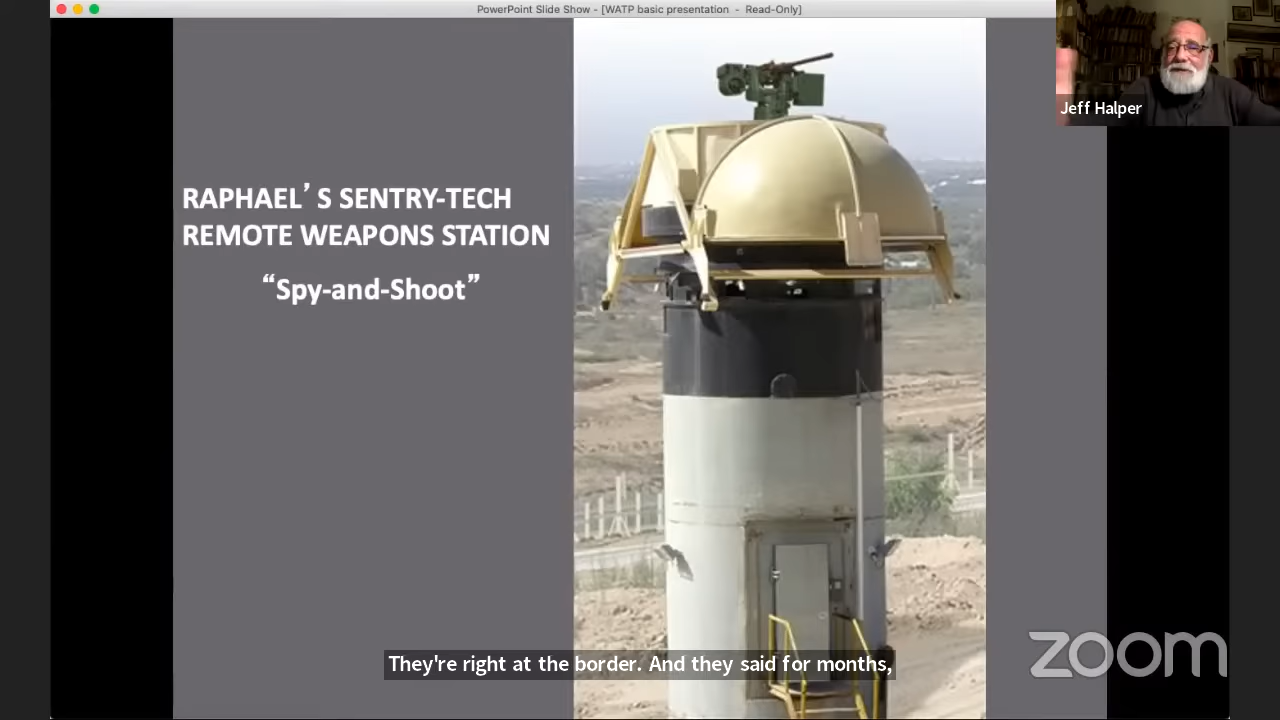 PowerPoint Slide Show - [WATP basic presentation - Read-Only]
Jeff Halper
RAPHAEL’S SENTRY-TECH
REMOTE WEAPONS STATION
“Spy-and-Shoot”
They're right at the border. And they said for months,
zoom